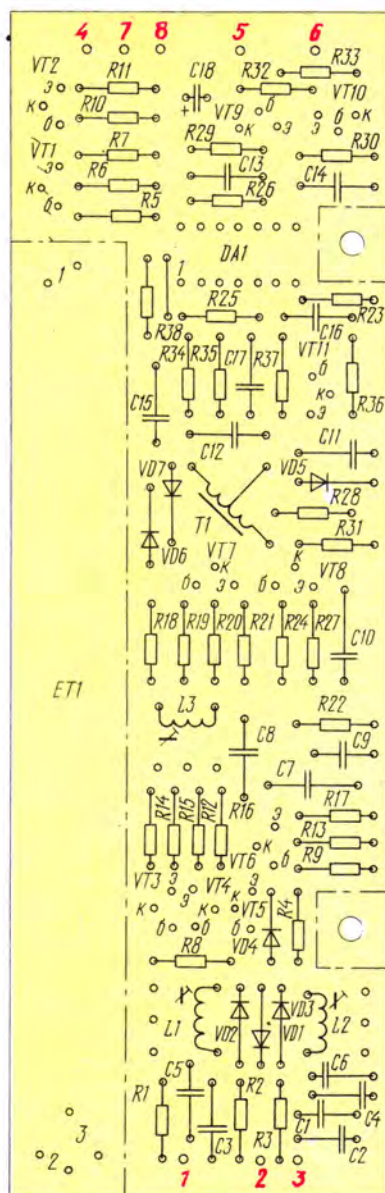 4 7 8 5 6
VT2 R11 C18 R32 R33
э VT9 VT10
к R10 + к э э к
б б б
VT1 R7 R29 R30
э R6 C13
к R5 R26 C14
б
1 1 DA1
R38 R25 C16 R23
R34 R35 C17 R37 VT11 б
C15 к R36
э
C12 C11
VD7 VD5
T1 R28
VD6 VT7 к к R31
б э б э VT8
R18 R19 R20 R21 R24 R27 C10
ET1
L3 R22
C8 C9
C7
R14 R15 R12 R16 R17
э R13
VT6 к R9
VT3 э э б
VT4 VT5 R4
к э к к э
б б б VD4
R8
L1 VD2 VD1 VD3 L2
C5 C6
R1 R2 C4
C3 R3 C1
C2
3
2 1 2 3